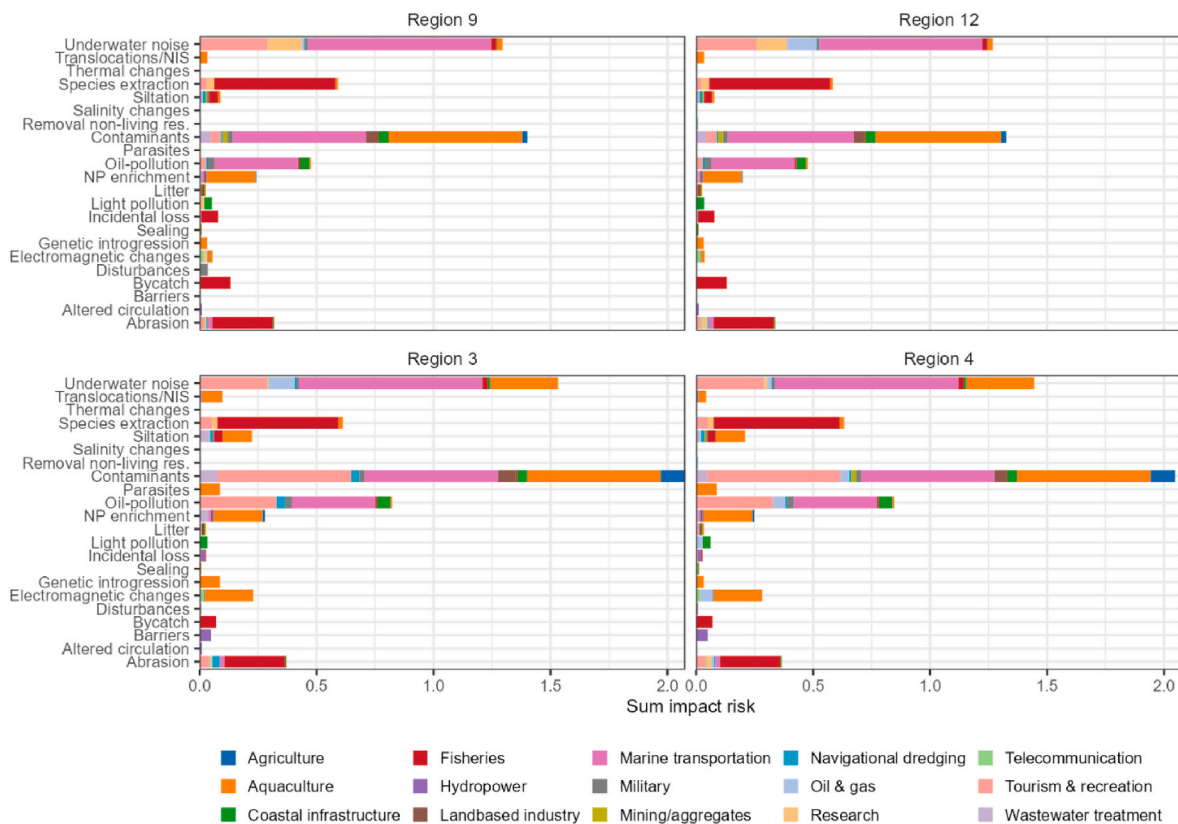 Region 9 Region 12
Underwater noise
Translocations/NIS
Thermal changes
Species extraction
Siltation
Salinity changes
Removal non-living res.
Contaminants
Parasites
Oil-pollution
NP enrichment
Litter
Light pollution
Incidental loss
Sealing
Genetic introgression
Electromagnetic changes
Disturbances
Bycatch
Barriers
Altered circulation
Abrasion
Region 3 Region 4
Underwater noise
Translocations/NIS
Thermal changes
Species extraction
Siltation
Salinity changes
Removal non-living res.
Contaminants
Parasites
Oil-pollution
NP enrichment
Litter
Light pollution
Incidental loss
Sealing
Genetic introgression
Electromagnetic changes
Disturbances
Bycatch
Barriers
Altered circulation
Abrasion
0.0 0.5 1.0 1.5 2.0 0.0 0.5 1.0 1.5 2.0
Sum impact risk
Agriculture Fisheries Marine transportation Navigational dredging Telecommunication
Aquaculture Hydropower Military Oil & gas Tourism & recreation
Coastal infrastructure Landbased industry Mining/aggregates Research Wastewater treatment